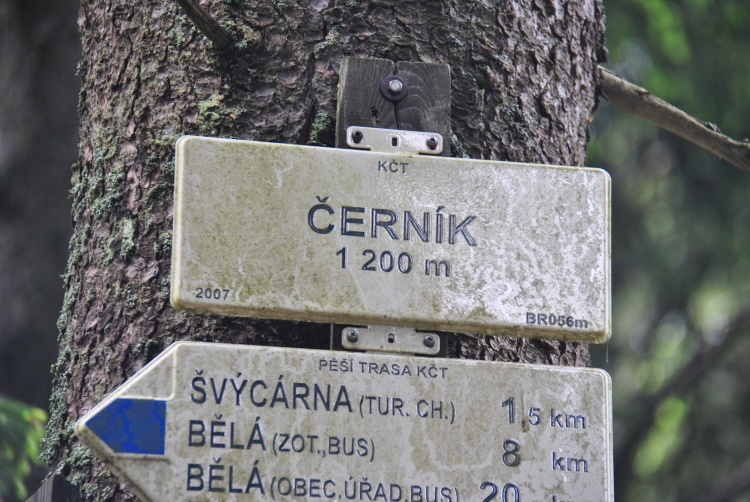 KČT
ČERNÍK
1 200 m
2007 BR056m
PĚŠÍ TRASA KČT
ŠVÝCÁRNA (TUR. CH.) 1,5 km
BĚLÁ (ZOT.,BUS) 8 km
BĚLÁ (OBEC.ÚŘAD,BUS) 20